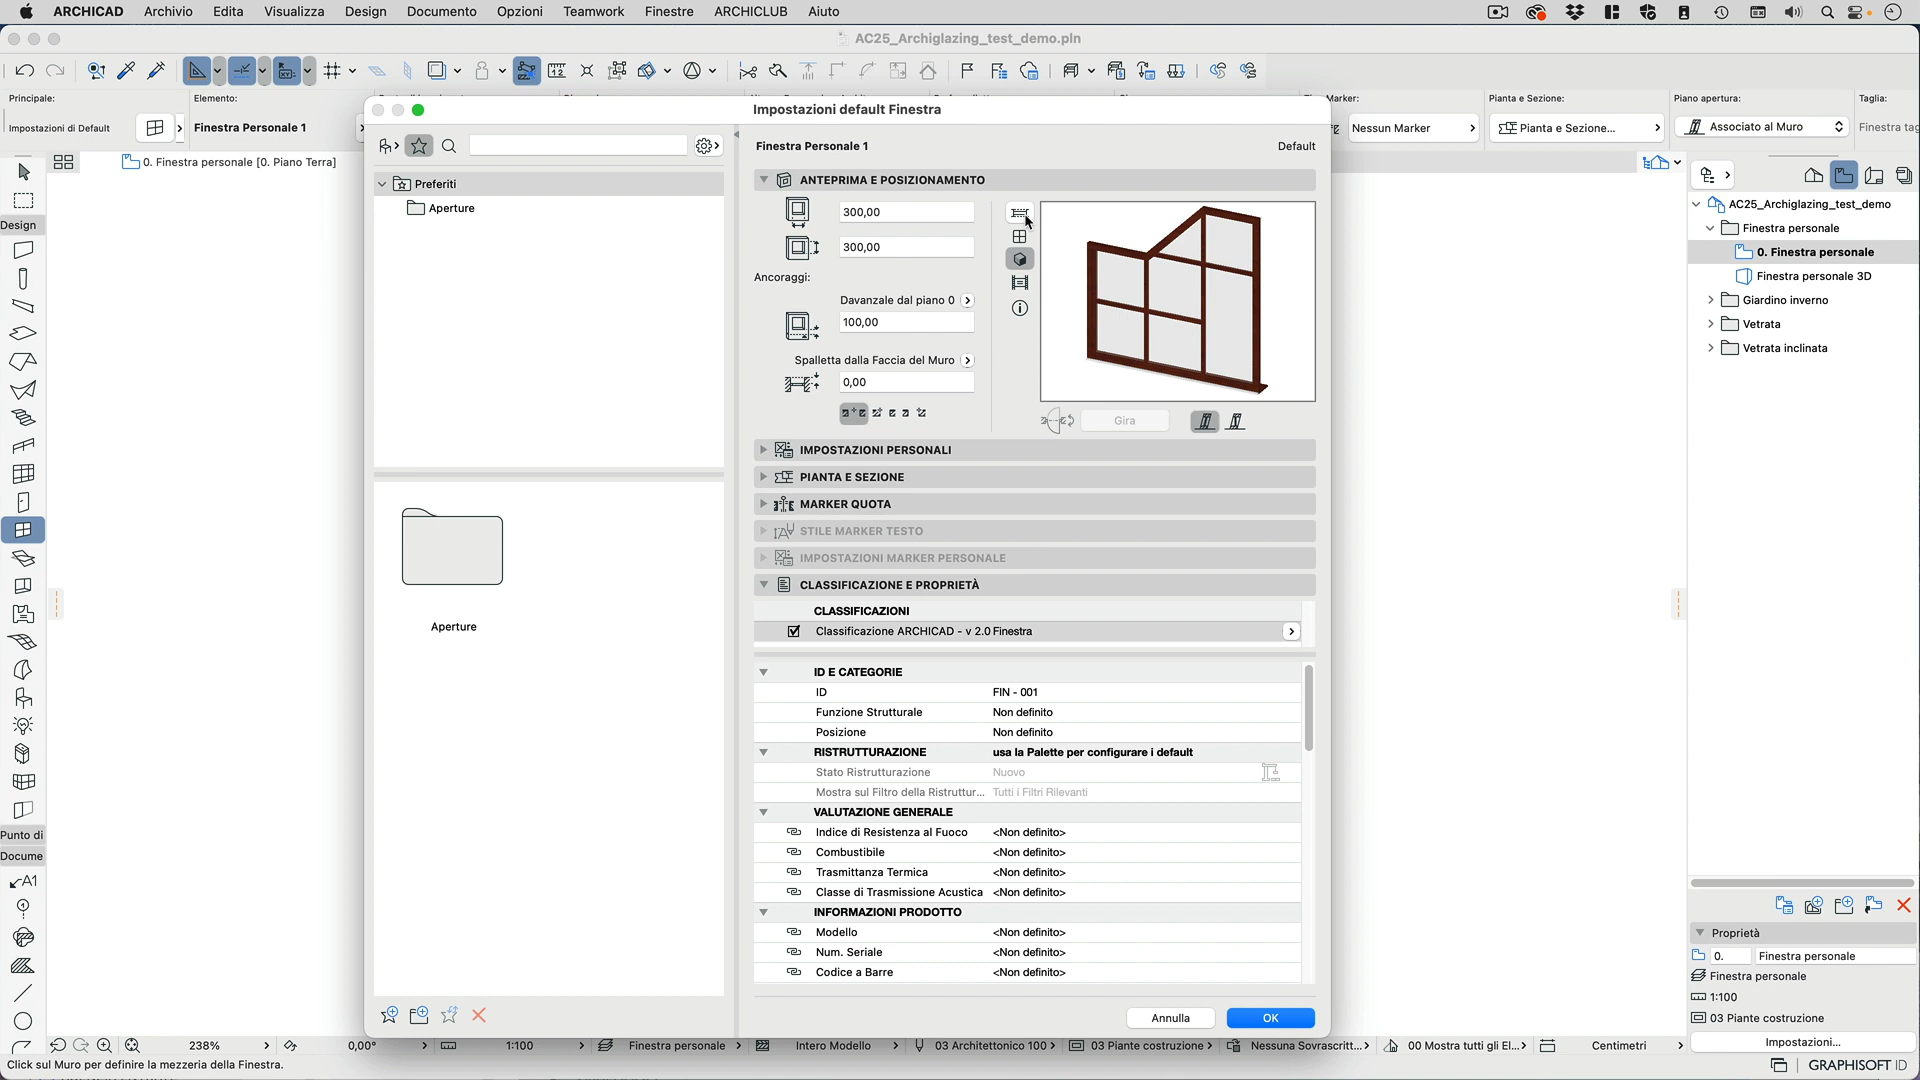 ARCHICAD Archivio Edita Visualizza Design Documento Opzioni Teamwork Finestre ARCHICLUB Aiuto
AC25_Archiglazing_test_demo.pln
Principale:
Elemento:
Marker:
Pianta e Sezione:
Piano apertura:
Taglia:
Impostazioni di Default
Finestra Personale 1
Nessun Marker
Pianta e Sezione...
Associato al Muro
Finestra tag
0. Finestra personale [0. Piano Terra]
Design
Punto di
Docume
A1
Impostazioni default Finestra
Preferiti
Aperture
Aperture
Finestra Personale 1
Default
ANTEPRIMA E POSIZIONAMENTO
300,00
300,00
Ancoraggi:
Davanzale dal piano 0
100,00
Spalletta dalla Faccia del Muro
0,00
Gira
IMPOSTAZIONI PERSONALI
PIANTA E SEZIONE
MARKER QUOTA
STILE MARKER TESTO
IMPOSTAZIONI MARKER PERSONALE
CLASSIFICAZIONE E PROPRIETÀ
CLASSIFICAZIONI
Classificazione ARCHICAD - v 2.0 Finestra
ID E CATEGORIE
ID FIN - 001
Funzione Strutturale Non definito
Posizione Non definito
RISTRUTTURAZIONE usa la Palette per configurare i default
Stato Ristrutturazione Nuovo
Mostra sul Filtro della Ristruttur... Tutti i Filtri Rilevanti
VALUTAZIONE GENERALE
Indice di Resistenza al Fuoco <Non definito>
Combustibile <Non definito>
Trasmittanza Termica <Non definito>
Classe di Trasmissione Acustica <Non definito>
INFORMAZIONI PRODOTTO
Modello <Non definito>
Num. Seriale <Non definito>
Codice a Barre <Non definito>
Annulla
OK
AC25_Archiglazing_test_demo
Finestra personale
0. Finestra personale
Finestra personale 3D
Giardino inverno
Vetrata
Vetrata inclinata
Proprietà
0. Finestra personale
Finestra personale
1:100
03 Piante costruzione
Impostazioni...
238% 0,00° 1:100 Finestra personale Intero Modello 03 Architettonico 100 03 Piante costruzione Nessuna Sovrascritt... 00 Mostra tutti gli El... Centimetri
Click sul Muro per definire la mezzeria della Finestra.
GRAPHISOFT ID